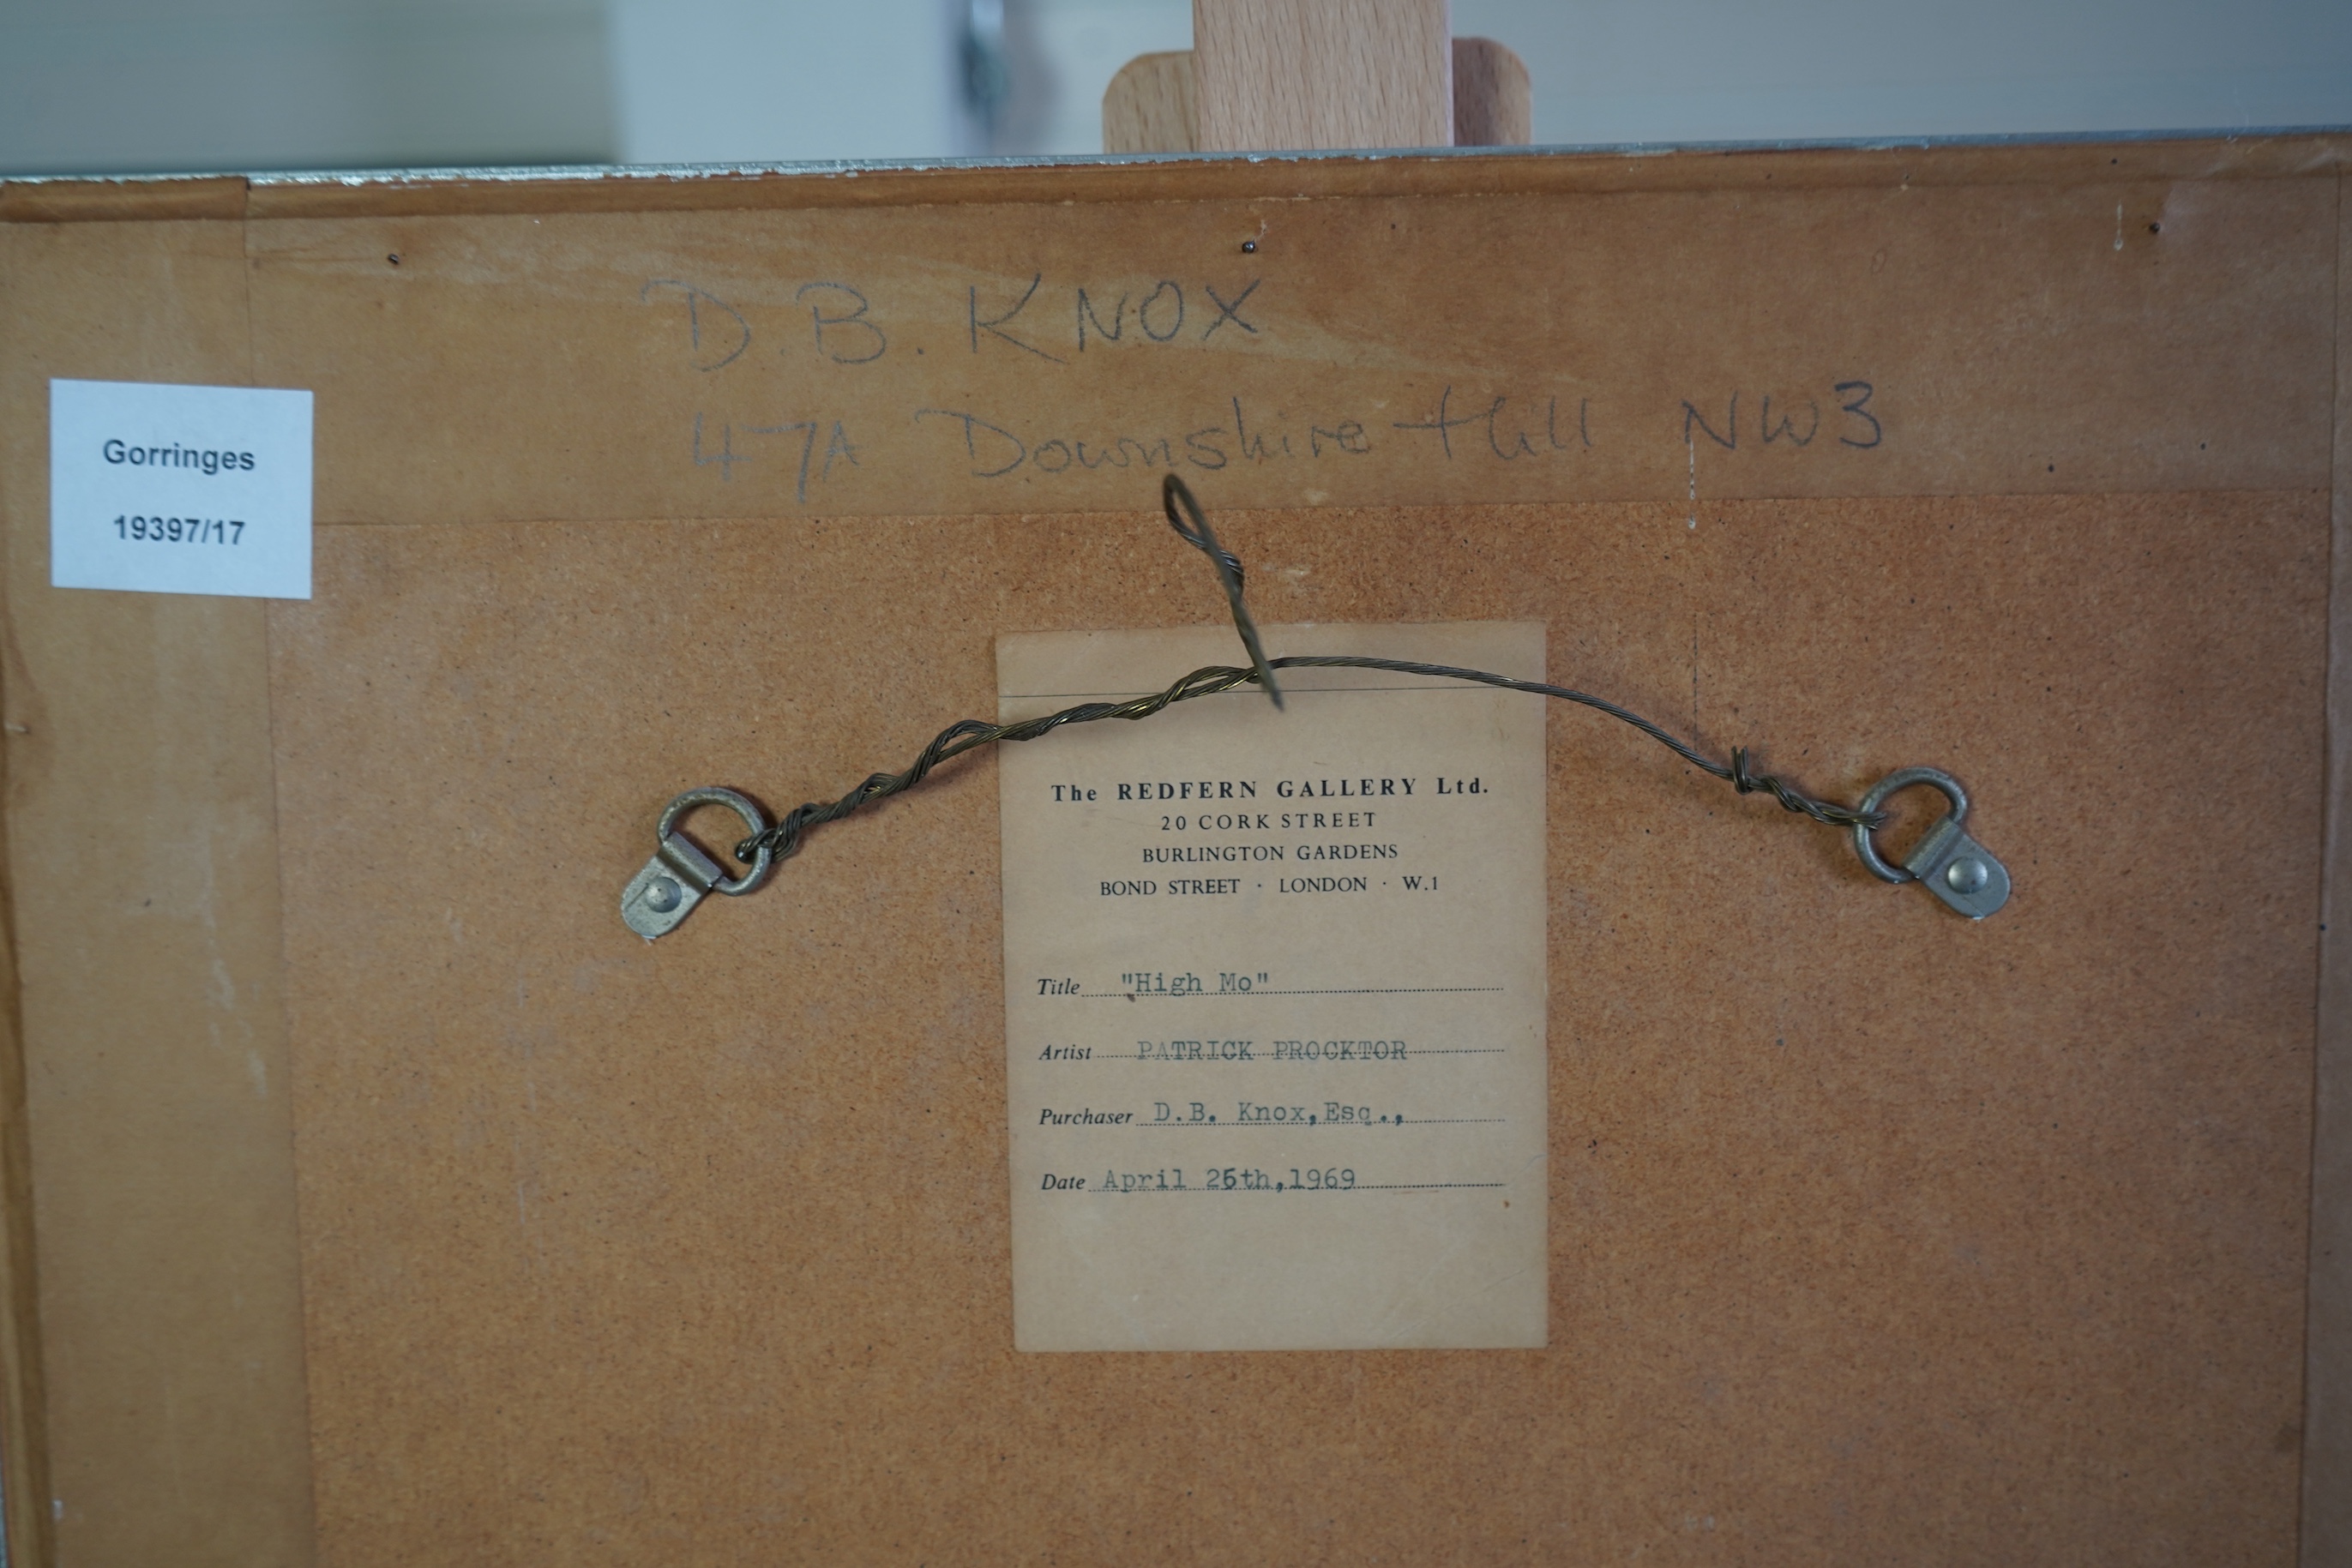 D.B. KNOX
47A Downshire Hill NW3
Gorringes
19397/17
The REDFERN GALLERY Ltd.
20 CORK STREET
BURLINGTON GARDENS
BOND STREET · LONDON · W.1
Title "High Mo"
Artist PATRICK PROCKTOR
Purchaser D.B. Knox,Esq.,
Date April 25th,1969